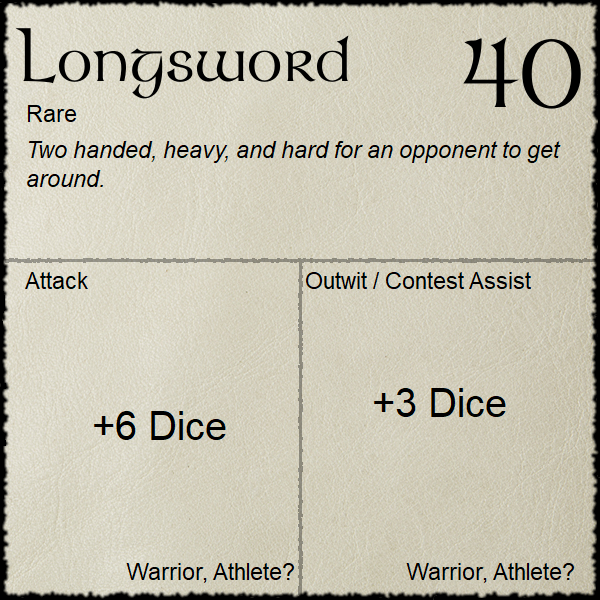 Longsword
40
Rare
Two handed, heavy, and hard for an opponent to get
around.
Attack
+6 Dice
Warrior, Athlete?
Outwit / Contest Assist
+3 Dice
Warrior, Athlete?